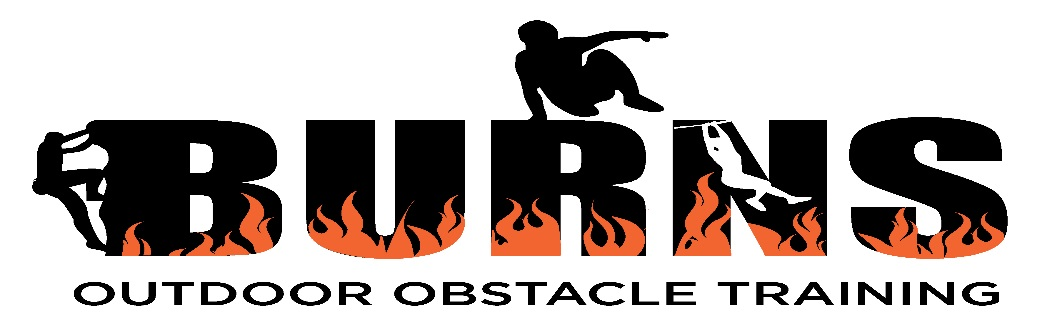 BURNS
OUTDOOR OBSTACLE TRAINING